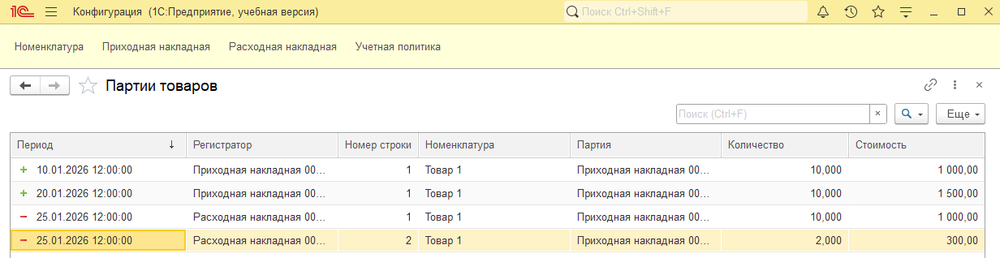 1С Конфигурация (1С:Предприятие, учебная версия) Поиск Ctrl+Shift+F
Номенклатура Приходная накладная Расходная накладная Учетная политика
Партии товаров
Поиск (Ctrl+F) × Еще
Период ↓ Регистратор Номер строки Номенклатура Партия Количество Стоимость
+ 10.01.2026 12:00:00 Приходная накладная 00... 1 Товар 1 Приходная накладная 00... 10,000 1 000,00
+ 20.01.2026 12:00:00 Приходная накладная 00... 1 Товар 1 Приходная накладная 00... 10,000 1 500,00
− 25.01.2026 12:00:00 Расходная накладная 00... 1 Товар 1 Приходная накладная 00... 10,000 1 000,00
− 25.01.2026 12:00:00 Расходная накладная 00... 2 Товар 1 Приходная накладная 00... 2,000 300,00